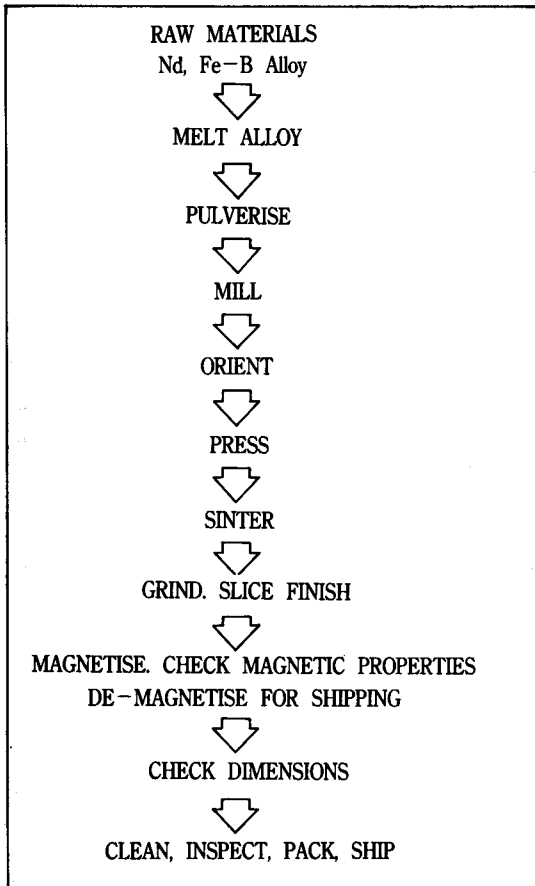 RAW MATERIALS
Nd, Fe-B Alloy
MELT ALLOY
PULVERISE
MILL
ORIENT
PRESS
SINTER
GRIND. SLICE FINISH
MAGNETISE. CHECK MAGNETIC PROPERTIES
DE-MAGNETISE FOR SHIPPING
CHECK DIMENSIONS
CLEAN, INSPECT, PACK, SHIP